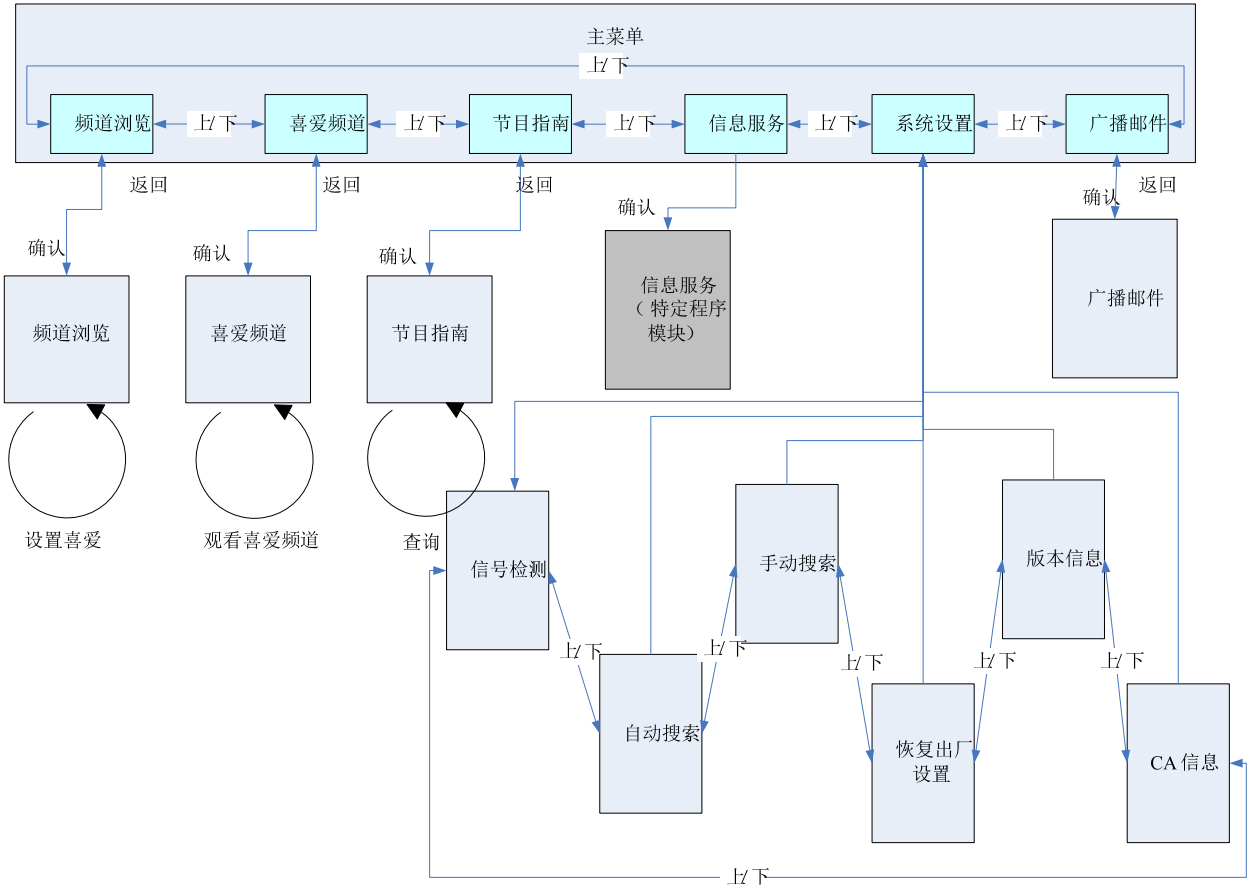 主菜单
上/下
频道浏览
上/下
喜爱频道
上/下
节目指南
上/下
信息服务
上/下
系统设置
上/下
广播邮件
返回
返回
返回
返回
确认
确认
确认
确认
确认
频道浏览
喜爱频道
节目指南
信息服务
（特定程序
模块）
广播邮件
设置喜爱
观看喜爱频道
查询
信号检测
手动搜索
版本信息
上/下
上/下
上/下
上/下
上/下
自动搜索
恢复出厂
设置
CA 信息
上/下